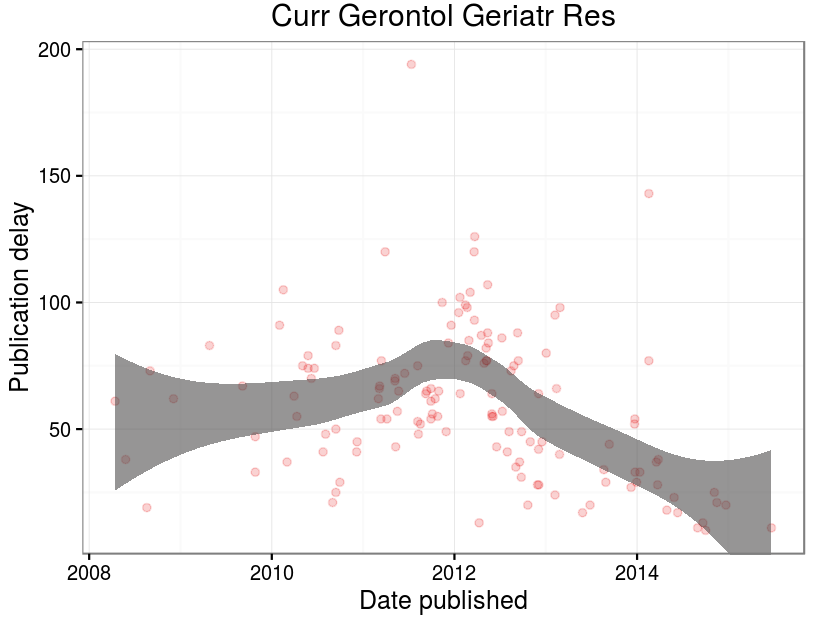 Curr Gerontol Geriatr Res
200
150
100
50
Publication delay
2008 2010 2012 2014
Date published